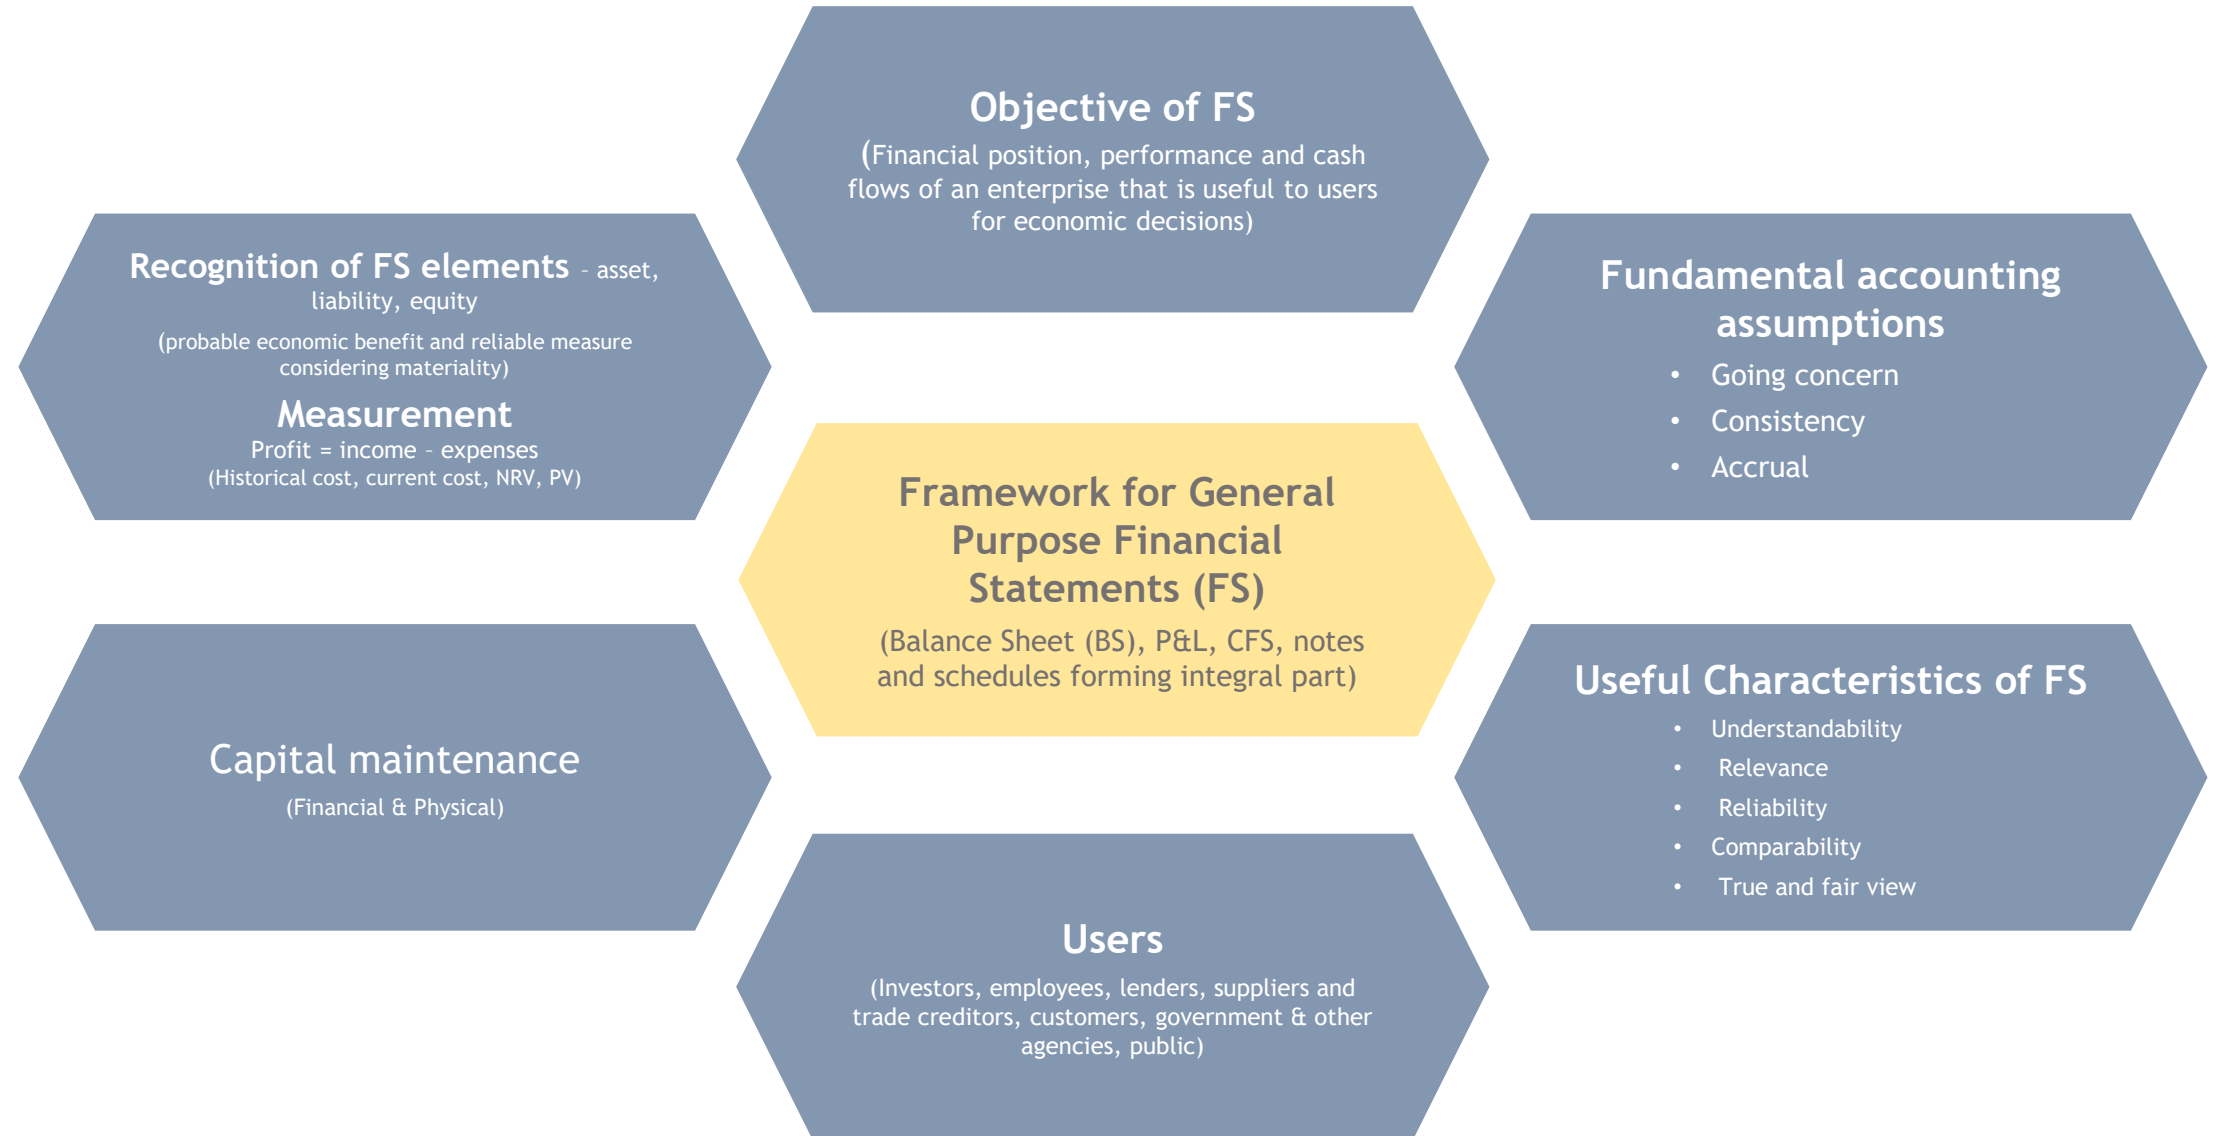 Objective of FS
(Financial position, performance and cash
flows of an enterprise that is useful to users
for economic decisions)
Recognition of FS elements – asset,
liability, equity
(probable economic benefit and reliable measure
considering materiality)
Measurement
Profit = income – expenses
(Historical cost, current cost, NRV, PV)
Fundamental accounting
assumptions
• Going concern
• Consistency
• Accrual
Framework for General
Purpose Financial
Statements (FS)
(Balance Sheet (BS), P&L, CFS, notes
and schedules forming integral part)
Capital maintenance
(Financial & Physical)
Useful Characteristics of FS
• Understandability
• Relevance
• Reliability
• Comparability
• True and fair view
Users
(Investors, employees, lenders, suppliers and
trade creditors, customers, government & other
agencies, public)